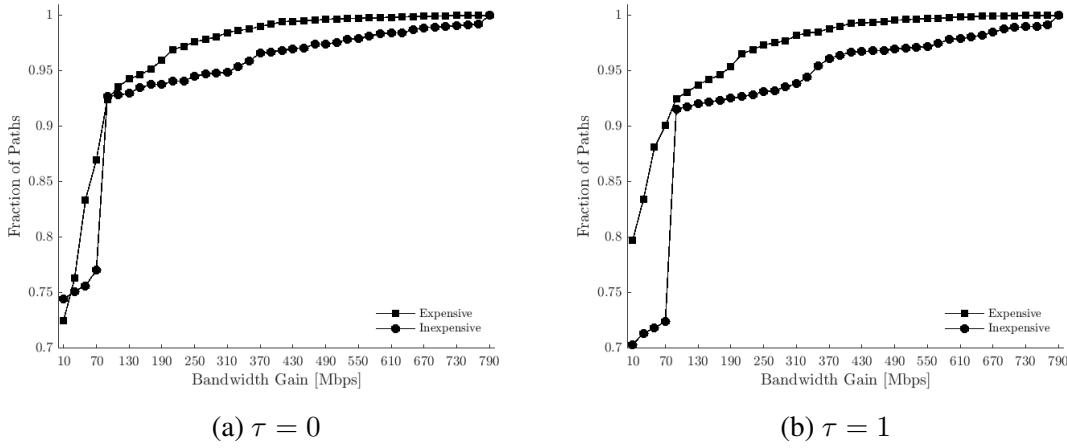 1
0.95
0.9
0.85
0.8
0.75
0.7
Fraction of Paths
Expensive
Inexpensive
10 70 130 190 250 310 370 430 490 550 610 670 730 790
Bandwidth Gain [Mbps]
(a) τ = 0
1
0.95
0.9
0.85
0.8
0.75
0.7
Fraction of Paths
Expensive
Inexpensive
10 70 130 190 250 310 370 430 490 550 610 670 730 790
Bandwidth Gain [Mbps]
(b) τ = 1